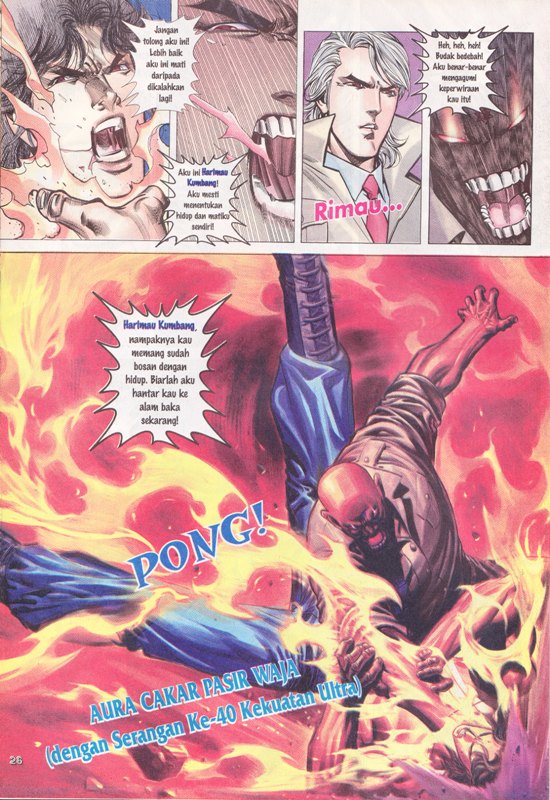 Jangan
tolong aku ini!
Lebih baik
aku ini mati
daripada
dikalahkan
lagi!
Aku ini Harimau
Kumbang!
Aku mesti
menentukan
hidup dan matiku
sendiri!
Rimau...
Heh, heh, heh!
Budak bedebah!
Aku benar-benar
mengagumi
keperwiraan
kau itu!
Harimau Kumbang,
nampaknya kau
memang sudah
bosan dengan
hidup. Biarlah aku
hantar kau ke
alam baka
sekarang!
PONG!
AURA CAKAR PASIR WAJA
(dengan Serangan Ke-40 Kekuatan Ultra)
26